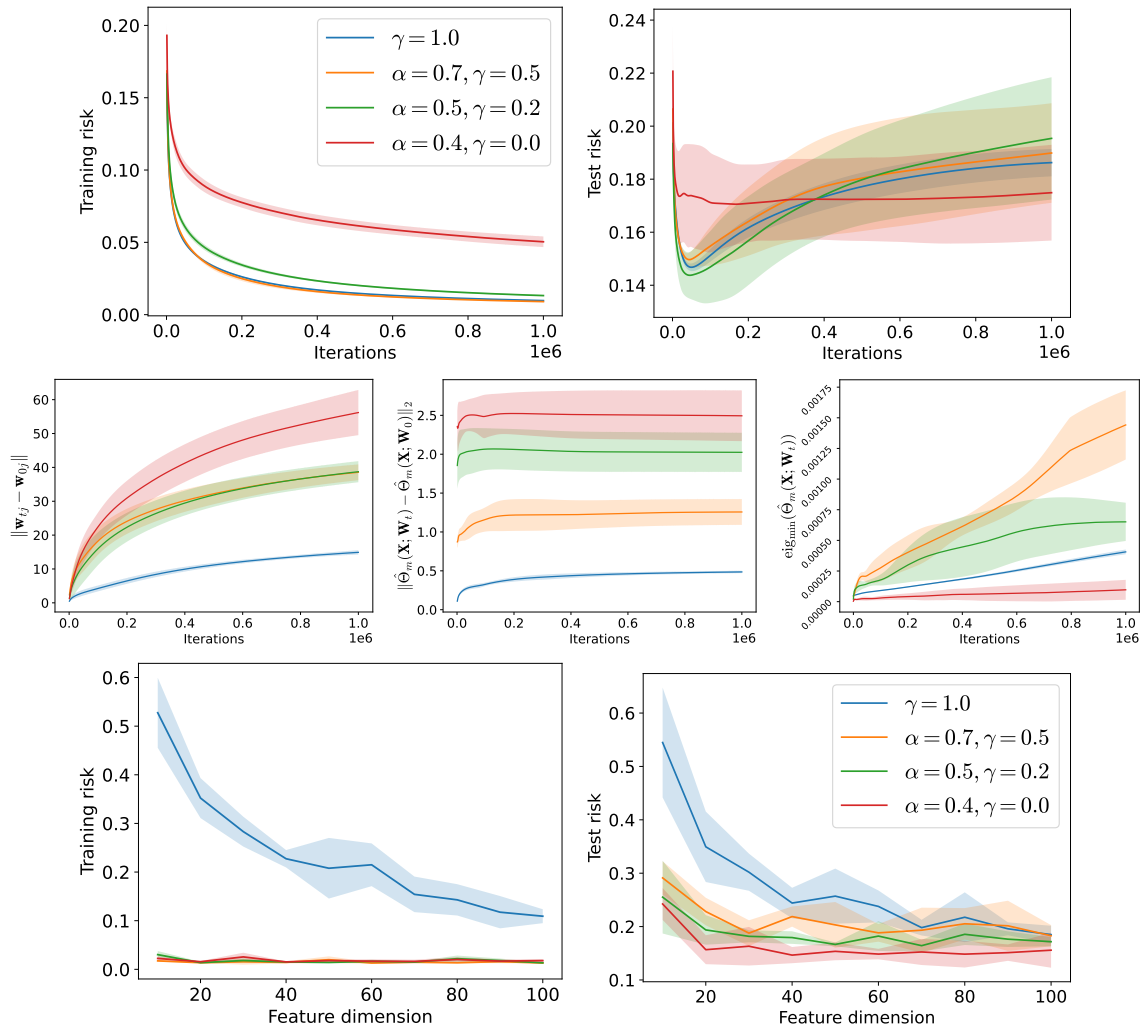 0.20
0.15
0.10
0.05
0.00
Training risk
γ = 1.0
α = 0.7, γ = 0.5
α = 0.5, γ = 0.2
α = 0.4, γ = 0.0
0.0 0.2 0.4 0.6 0.8 1.0
Iterations
1e6
0.24
0.22
0.20
0.18
0.16
0.14
Test risk
0.0 0.2 0.4 0.6 0.8 1.0
Iterations
1e6
60
50
40
30
20
10
0
‖w_{tj} − w_{0j}‖
0.0 0.2 0.4 0.6 0.8 1.0
Iterations
1e6
2.5
2.0
1.5
1.0
0.5
0.0
‖Θ̂_m(X; W_t) − Θ̂_m(X; W_0)‖_2
0.0 0.2 0.4 0.6 0.8 1.0
Iterations
1e6
0.00175
0.00150
0.00125
0.00100
0.00075
0.00050
0.00025
0.00000
eig_min(Θ̂_m(X; W_t))
0.0 0.2 0.4 0.6 0.8 1.0
Iterations
1e6
0.6
0.5
0.4
0.3
0.2
0.1
0.0
Training risk
20 40 60 80 100
Feature dimension
0.6
0.5
0.4
0.3
0.2
0.1
Test risk
γ = 1.0
α = 0.7, γ = 0.5
α = 0.5, γ = 0.2
α = 0.4, γ = 0.0
20 40 60 80 100
Feature dimension